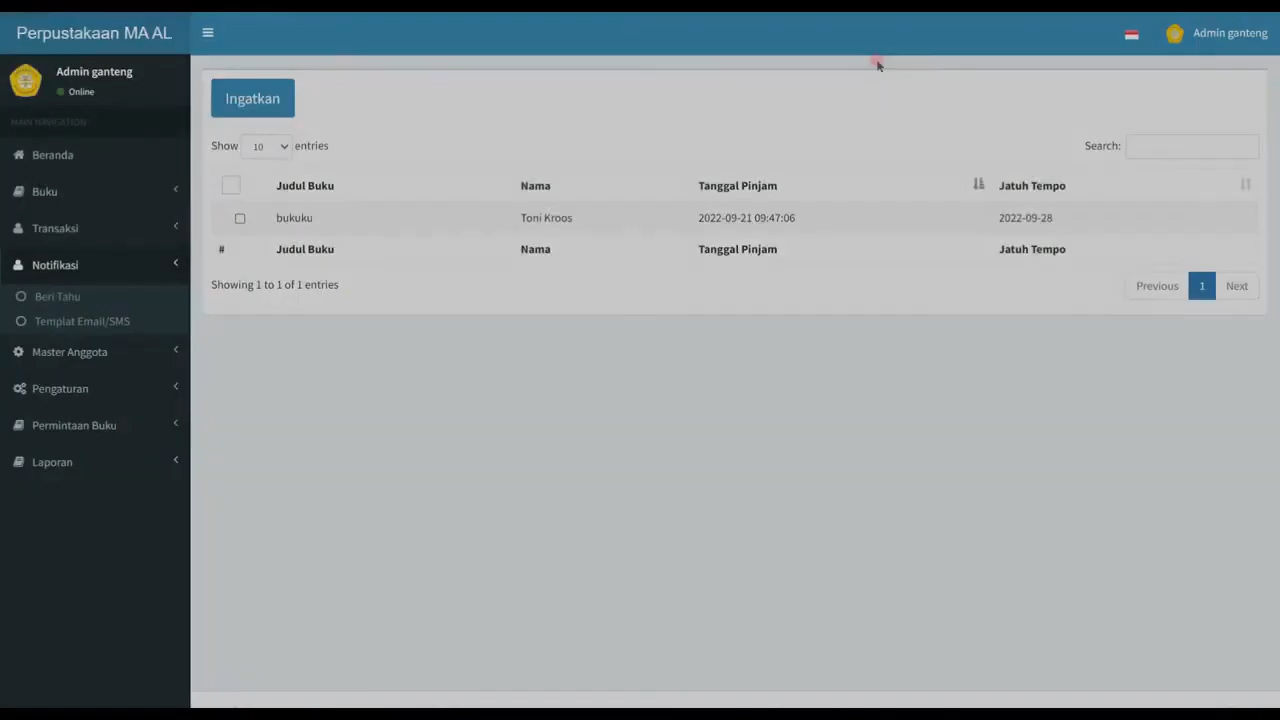 Perpustakaan MA AL
Admin ganteng
Admin ganteng
Online
MAIN NAVIGATION
Beranda
Buku
Transaksi
Notifikasi
Beri Tahu
Templat Email/SMS
Master Anggota
Pengaturan
Permintaan Buku
Laporan
Ingatkan
Show 10 entries
Search:
Judul Buku Nama Tanggal Pinjam Jatuh Tempo
bukuku Toni Kroos 2022-09-21 09:47:06 2022-09-28
# Judul Buku Nama Tanggal Pinjam Jatuh Tempo
Showing 1 to 1 of 1 entries
Previous 1 Next